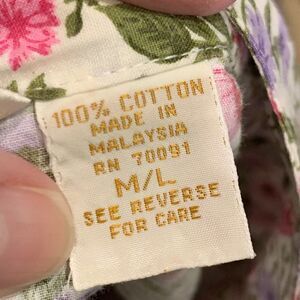 100% COTTON
MADE IN
MALAYSIA
RN 70091
M/L
SEE REVERSE
FOR CARE